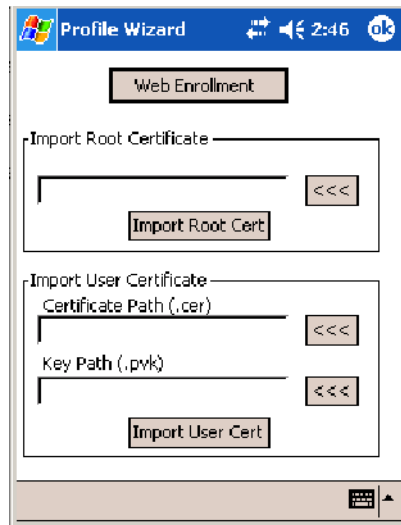 Profile Wizard 2:46 ok
Web Enrollment
Import Root Certificate
<<<
Import Root Cert
Import User Certificate
Certificate Path (.cer)
<<<
Key Path (.pvk)
<<<
Import User Cert